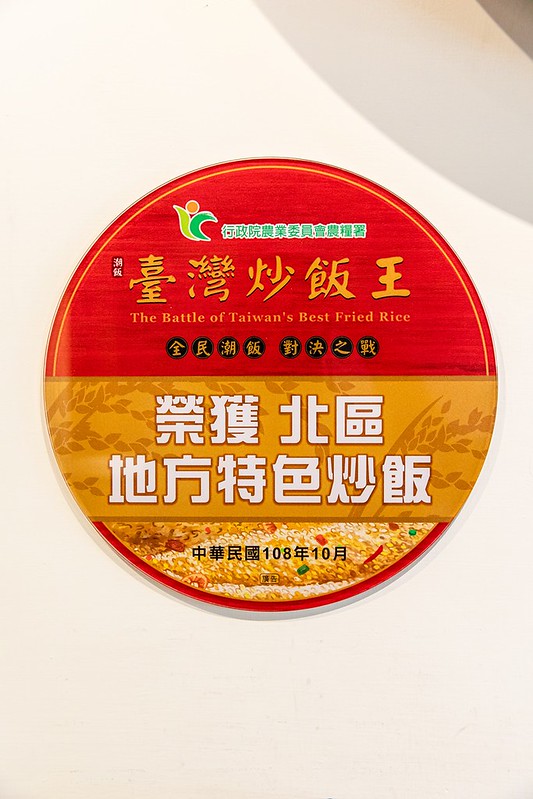 行政院農業委員會農糧署
潮飯
臺灣炒飯王
The Battle of Taiwan's Best Fried Rice
全民潮飯 對決之戰
榮獲 北區
地方特色炒飯
中華民國108年10月
廣告